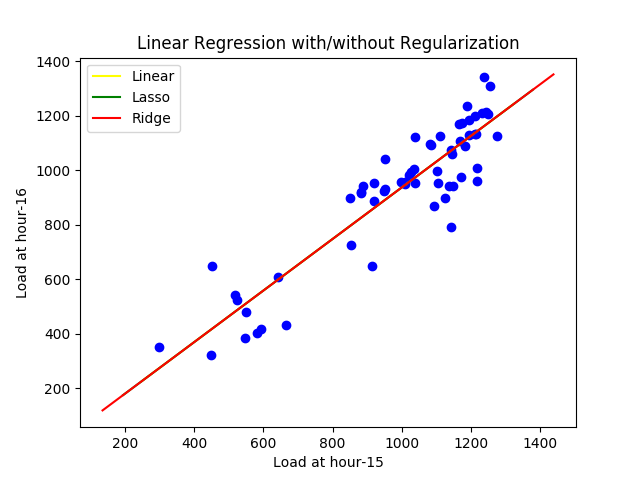 Linear Regression with/without Regularization
Linear
Lasso
Ridge
1400
1200
1000
800
600
400
200
Load at hour-16
200 400 600 800 1000 1200 1400
Load at hour-15